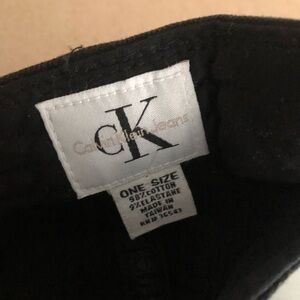 CK
Calvin Klein Jeans
ONE SIZE
98%COTTON
2%ELASTANE
MADE IN
TAIWAN